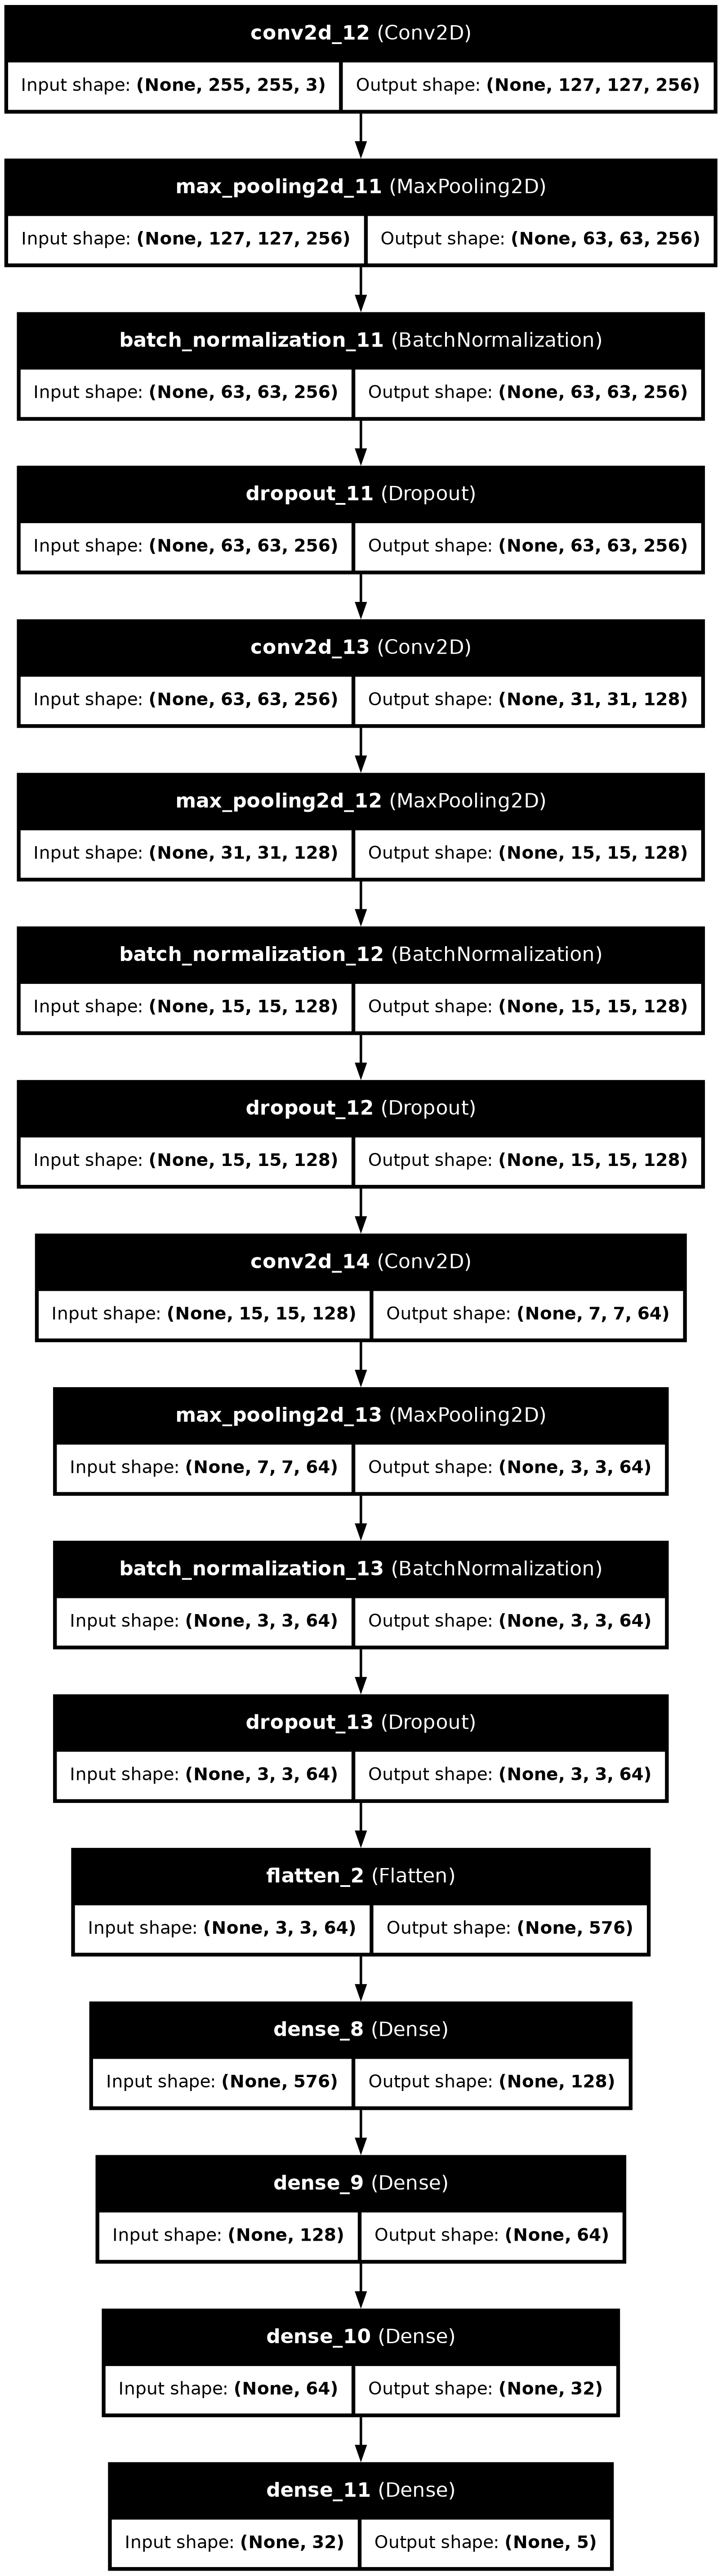 conv2d_12 (Conv2D)
Input shape: (None, 255, 255, 3) Output shape: (None, 127, 127, 256)
max_pooling2d_11 (MaxPooling2D)
Input shape: (None, 127, 127, 256) Output shape: (None, 63, 63, 256)
batch_normalization_11 (BatchNormalization)
Input shape: (None, 63, 63, 256) Output shape: (None, 63, 63, 256)
dropout_11 (Dropout)
Input shape: (None, 63, 63, 256) Output shape: (None, 63, 63, 256)
conv2d_13 (Conv2D)
Input shape: (None, 63, 63, 256) Output shape: (None, 31, 31, 128)
max_pooling2d_12 (MaxPooling2D)
Input shape: (None, 31, 31, 128) Output shape: (None, 15, 15, 128)
batch_normalization_12 (BatchNormalization)
Input shape: (None, 15, 15, 128) Output shape: (None, 15, 15, 128)
dropout_12 (Dropout)
Input shape: (None, 15, 15, 128) Output shape: (None, 15, 15, 128)
conv2d_14 (Conv2D)
Input shape: (None, 15, 15, 128) Output shape: (None, 7, 7, 64)
max_pooling2d_13 (MaxPooling2D)
Input shape: (None, 7, 7, 64) Output shape: (None, 3, 3, 64)
batch_normalization_13 (BatchNormalization)
Input shape: (None, 3, 3, 64) Output shape: (None, 3, 3, 64)
dropout_13 (Dropout)
Input shape: (None, 3, 3, 64) Output shape: (None, 3, 3, 64)
flatten_2 (Flatten)
Input shape: (None, 3, 3, 64) Output shape: (None, 576)
dense_8 (Dense)
Input shape: (None, 576) Output shape: (None, 128)
dense_9 (Dense)
Input shape: (None, 128) Output shape: (None, 64)
dense_10 (Dense)
Input shape: (None, 64) Output shape: (None, 32)
dense_11 (Dense)
Input shape: (None, 32) Output shape: (None, 5)